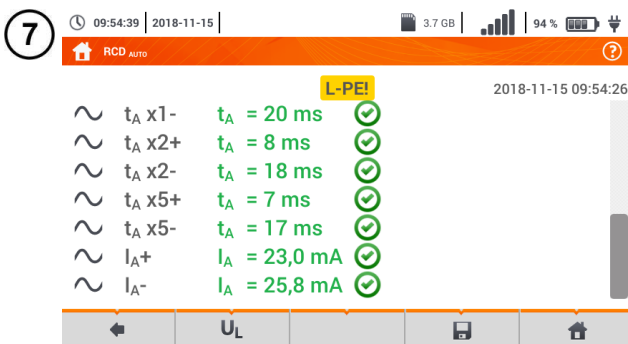 7
09:54:39 2018-11-15 3.7 GB 94 %
RCD AUTO ?
L-PE! 2018-11-15 09:54:26
tA x1- tA = 20 ms
tA x2+ tA = 8 ms
tA x2- tA = 18 ms
tA x5+ tA = 7 ms
tA x5- tA = 17 ms
IA+ IA = 23,0 mA
IA- IA = 25,8 mA
UL